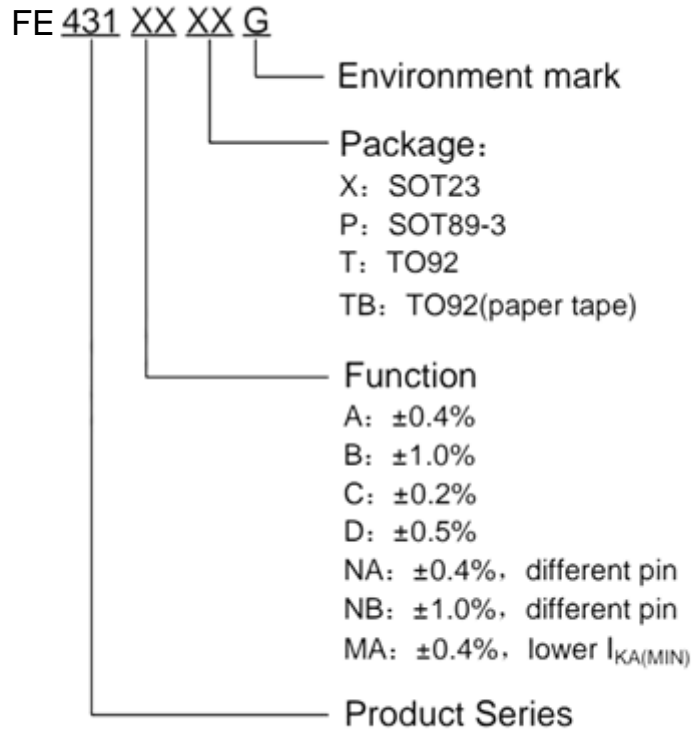 FE 431 XX XX G
Environment mark
Package：
X：SOT23
P：SOT89-3
T：TO92
TB：TO92(paper tape)
Function
A：±0.4%
B：±1.0%
C：±0.2%
D：±0.5%
NA：±0.4%，different pin
NB：±1.0%，different pin
MA：±0.4%，lower IKA(MIN)
Product Series